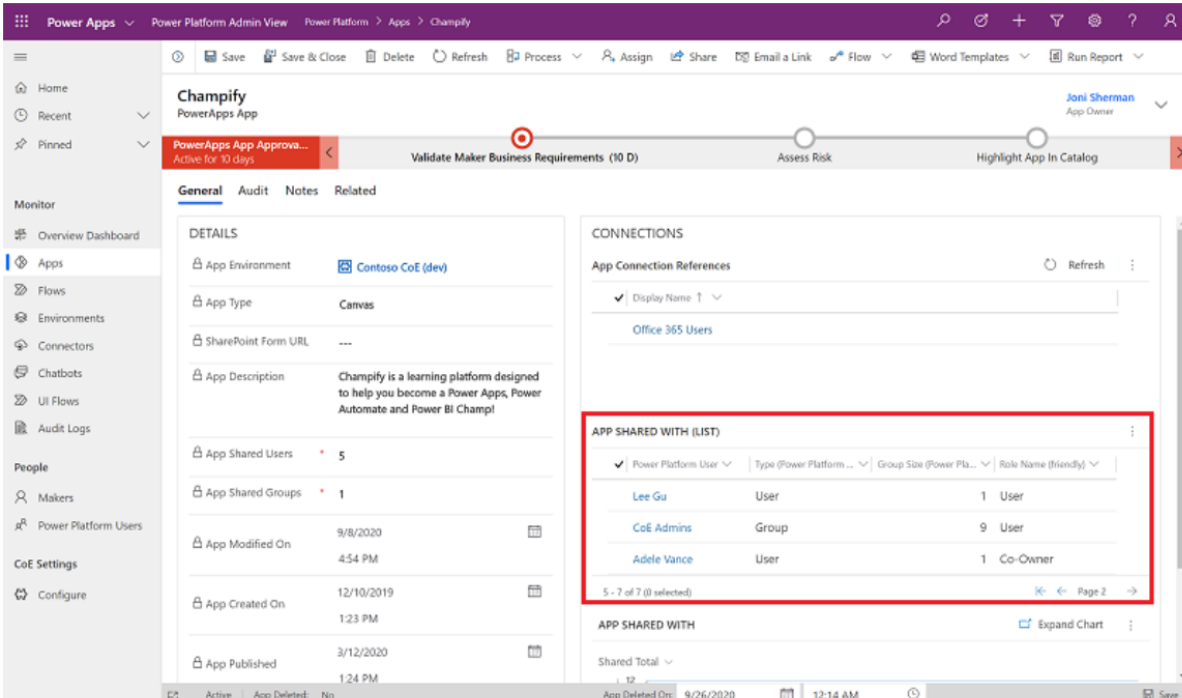 Power Apps Power Platform Admin View Power Platform > Apps > Champify
Save Save & Close Delete Refresh Process Assign Share Email a Link Flow Word Templates Run Report
Home
Recent
Pinned
Monitor
Overview Dashboard
Apps
Flows
Environments
Connectors
Chatbots
UI Flows
Audit Logs
People
Makers
Power Platform Users
CoE Settings
Configure
Champify
PowerApps App
Joni Sherman
App Owner
PowerApps App Approva...
Active for 10 days
Validate Maker Business Requirements (10 D)
Assess Risk
Highlight App In Catalog
General Audit Notes Related
DETAILS
App Environment Contoso CoE (dev)
App Type Canvas
SharePoint Form URL ---
App Description Champify is a learning platform designed
to help you become a Power Apps, Power
Automate and Power BI Champ!
App Shared Users * 5
App Shared Groups * 1
App Modified On 9/8/2020
4:54 PM
App Created On 12/10/2019
1:23 PM
App Published 3/12/2020
1:24 PM
CONNECTIONS
App Connection References Refresh
Display Name ↑
Office 365 Users
APP SHARED WITH (LIST)
Power Platform User Type (Power Platform ... Group Size (Power Pla... Role Name (friendly)
Lee Gu User 1 User
CoE Admins Group 9 User
Adele Vance User 1 Co-Owner
5 - 7 of 7 (0 selected) Page 2
APP SHARED WITH Expand Chart
Shared Total
12
Active App Deleted: No App Deleted On: 9/26/2020 12:14 AM Save